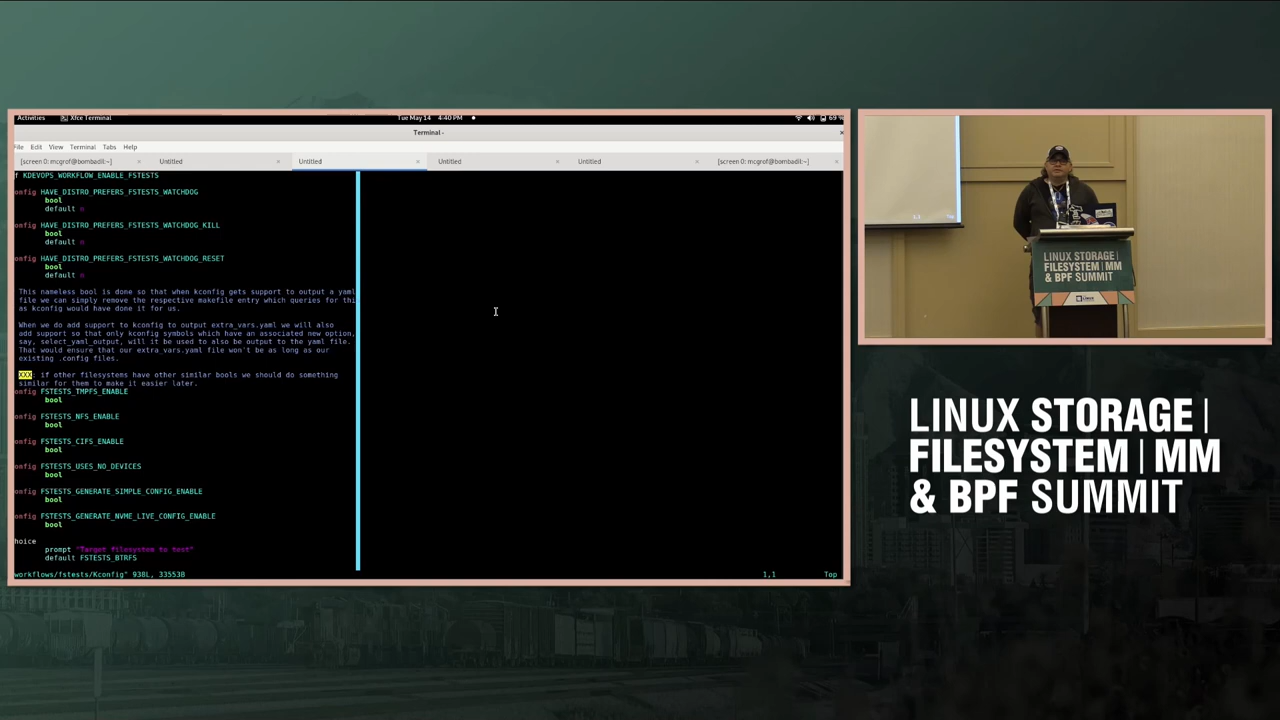 Activities
Xfce Terminal
Tue May 14 4:40 PM
69 %
Terminal -
File Edit View Terminal Tabs Help
[screen 0: mcgrof@bombadil:~]
Untitled
Untitled
Untitled
Untitled
[screen 0: mcgrof@bombadil:~]
f KDEVOPS_WORKFLOW_ENABLE_FSTESTS
onfig HAVE_DISTRO_PREFERS_FSTESTS_WATCHDOG
bool
default n
onfig HAVE_DISTRO_PREFERS_FSTESTS_WATCHDOG_KILL
bool
default n
onfig HAVE_DISTRO_PREFERS_FSTESTS_WATCHDOG_RESET
bool
default n
This nameless bool is done so that when kconfig gets support to output a yaml
file we can simply remove the respective makefile entry which queries for thi
as kconfig would have done it for us.
When we do add support to kconfig to output extra_vars.yaml we will also
add support so that only kconfig symbols which have an associated new option,
say, select_yaml_output, will it be used to also be output to the yaml file.
That would ensure that our extra_vars.yaml file won't be as long as our
existing .config files.
XXX: if other filesystems have other similar bools we should do something
similar for them to make it easier later.
onfig FSTESTS_TMPFS_ENABLE
bool
onfig FSTESTS_NFS_ENABLE
bool
onfig FSTESTS_CIFS_ENABLE
bool
onfig FSTESTS_USES_NO_DEVICES
bool
onfig FSTESTS_GENERATE_SIMPLE_CONFIG_ENABLE
bool
onfig FSTESTS_GENERATE_NVME_LIVE_CONFIG_ENABLE
bool
hoice
prompt "Target filesystem to test"
default FSTESTS_BTRFS
workflows/fstests/Kconfig" 938L, 33553B
1,1
Top
LINUX STORAGE |
FILESYSTEM | MM
& BPF SUMMIT
LINUX STORAGE |
FILESYSTEM | MM
& BPF SUMMIT